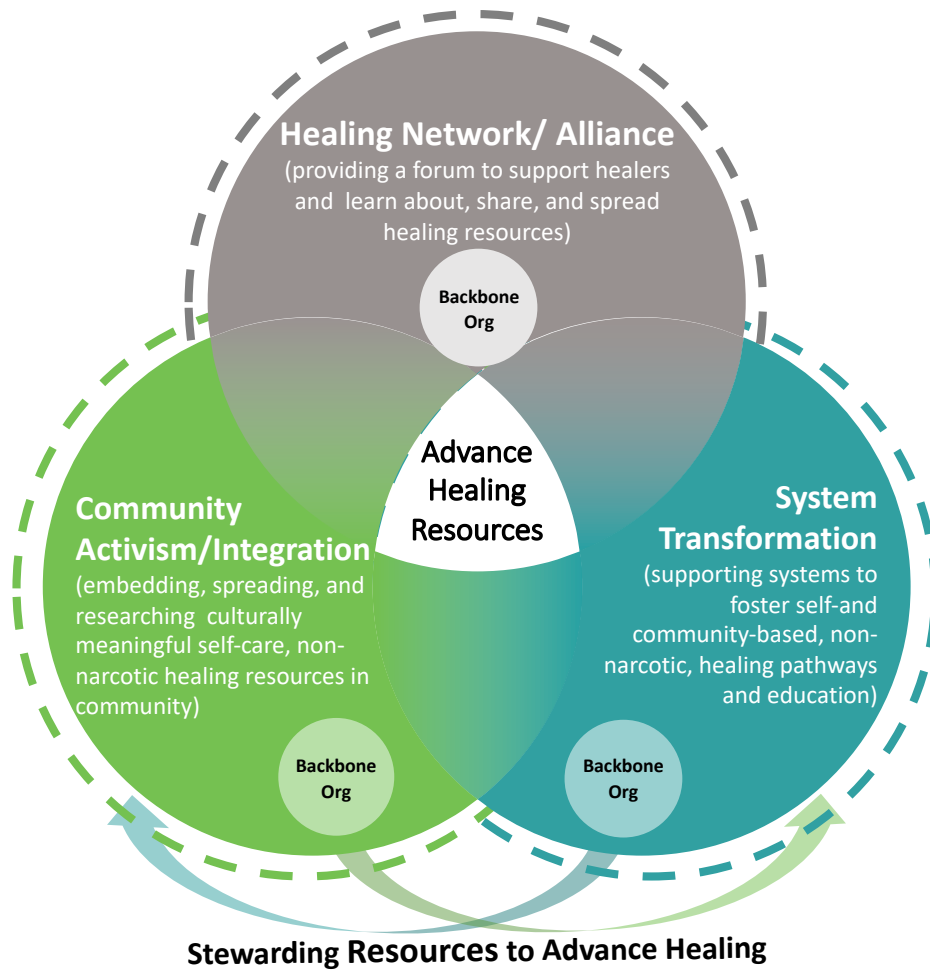 Healing Network/ Alliance
(providing a forum to support healers
and learn about, share, and spread
healing resources)
Backbone
Org
Advance
Healing
Resources
Community
Activism/Integration
(embedding, spreading, and
researching culturally
meaningful self-care, non-
narcotic healing resources in
community)
Backbone
Org
System
Transformation
(supporting systems to
foster self-and
community-based, non-
narcotic, healing pathways
and education)
Backbone
Org
Stewarding Resources to Advance Healing